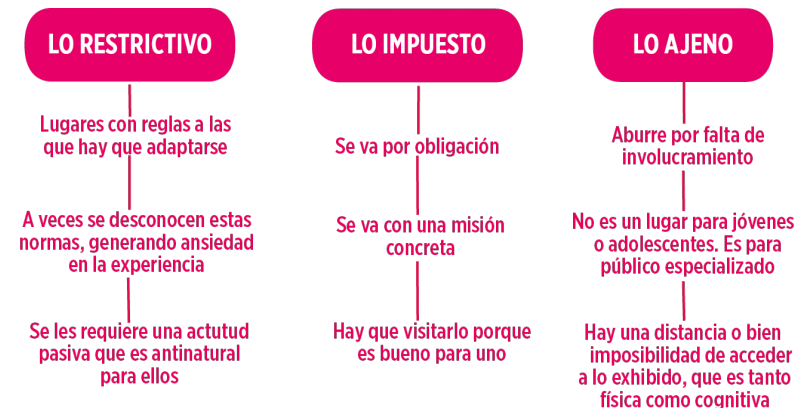 LO RESTRICTIVO
Lugares con reglas a las
que hay que adaptarse
A veces se desconocen estas
normas, generando ansiedad
en la experiencia
Se les requiere una actutud
pasiva que es antinatural
para ellos
LO IMPUESTO
Se va por obligación
Se va con una misión
concreta
Hay que visitarlo porque
es bueno para uno
LO AJENO
Aburre por falta de
involucramiento
No es un lugar para jóvenes
o adolescentes. Es para
público especializado
Hay una distancia o bien
imposibilidad de acceder
a lo exhibido, que es tanto
física como cognitiva